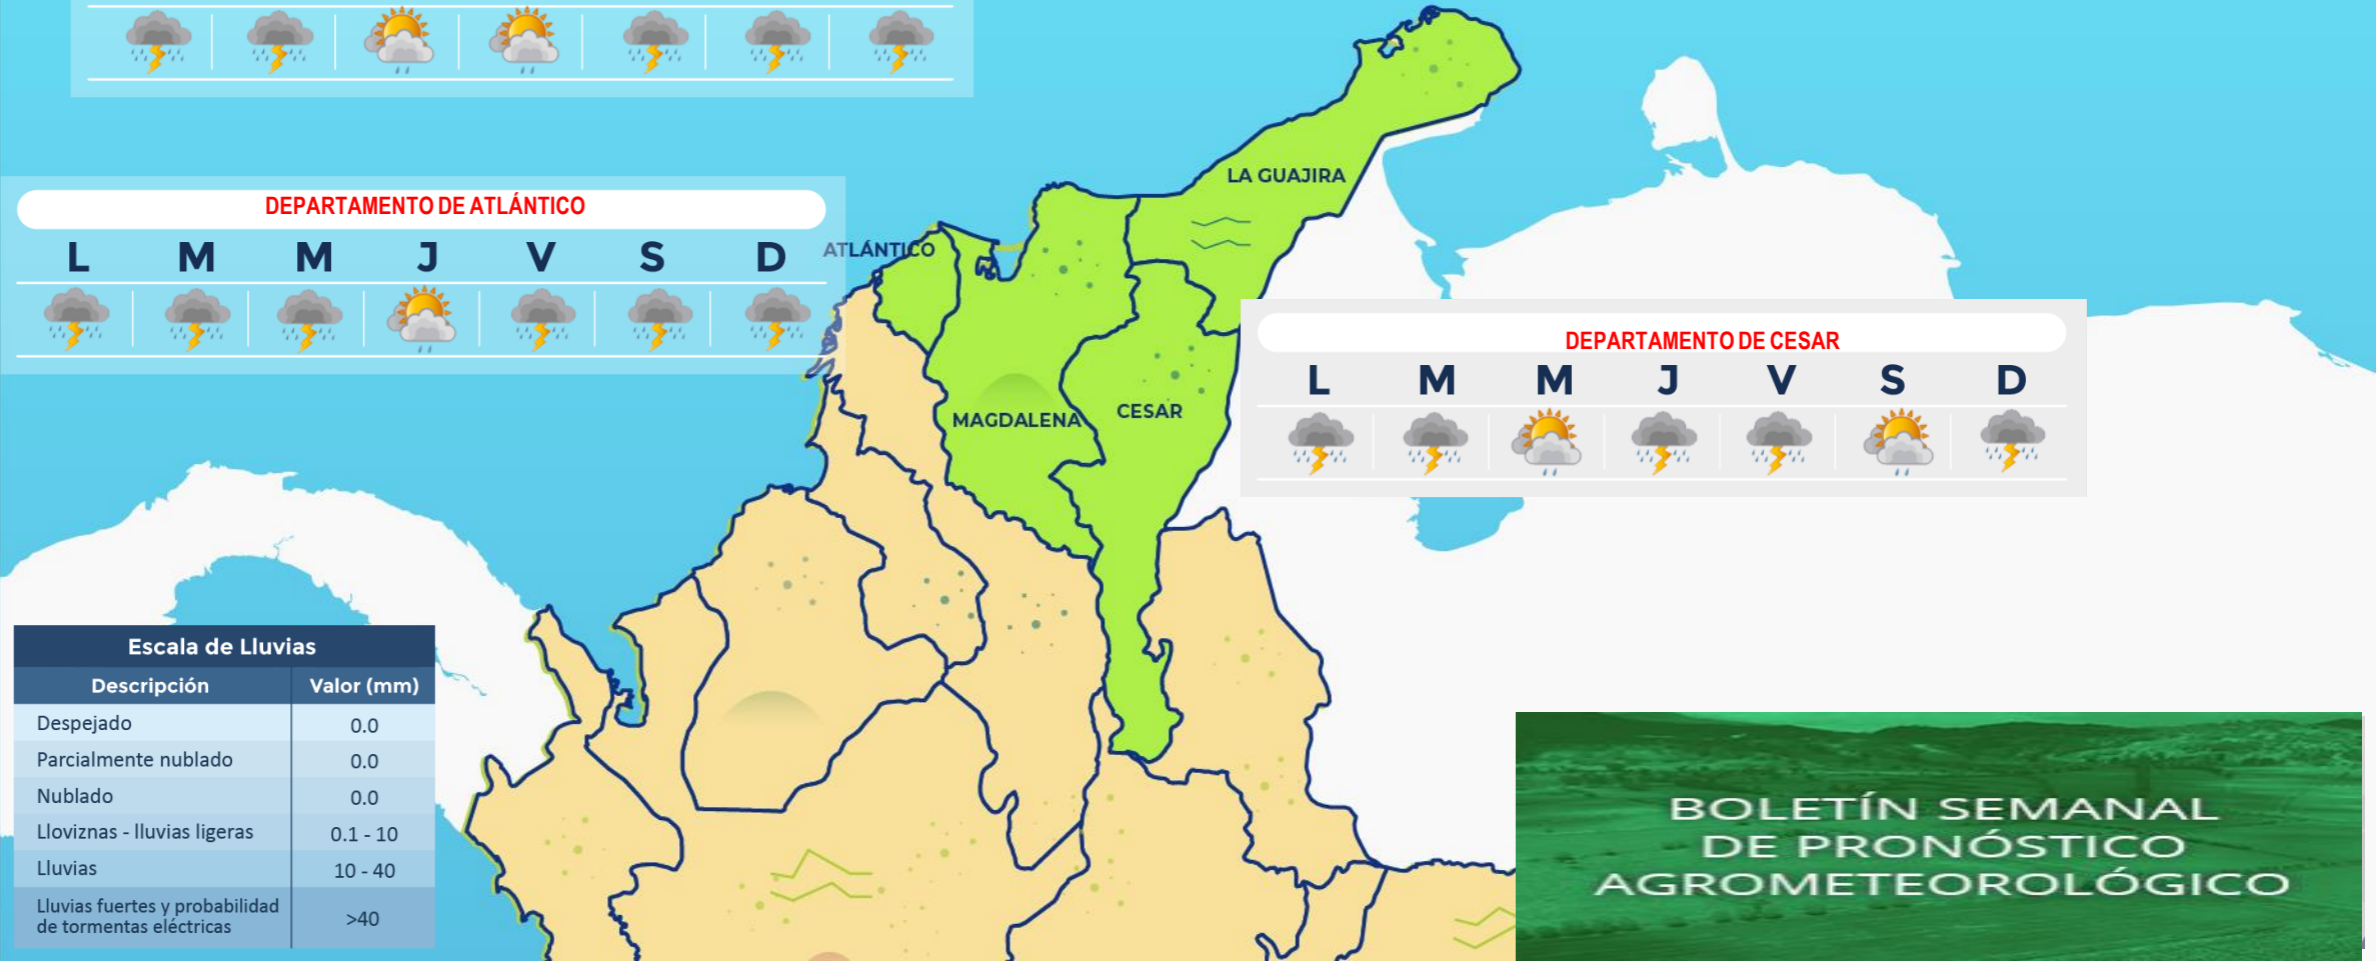 DEPARTAMENTO DE ATLÁNTICO
L M M J V S D
LA GUAJIRA
ATLÁNTICO
MAGDALENA
CESAR
DEPARTAMENTO DE CESAR
L M M J V S D
Escala de Lluvias
Descripción Valor (mm)
Despejado 0.0
Parcialmente nublado 0.0
Nublado 0.0
Lloviznas - lluvias ligeras 0.1 - 10
Lluvias 10 - 40
Lluvias fuertes y probabilidad
de tormentas eléctricas >40
BOLETÍN SEMANAL
DE PRONÓSTICO
AGROMETEOROLÓGICO